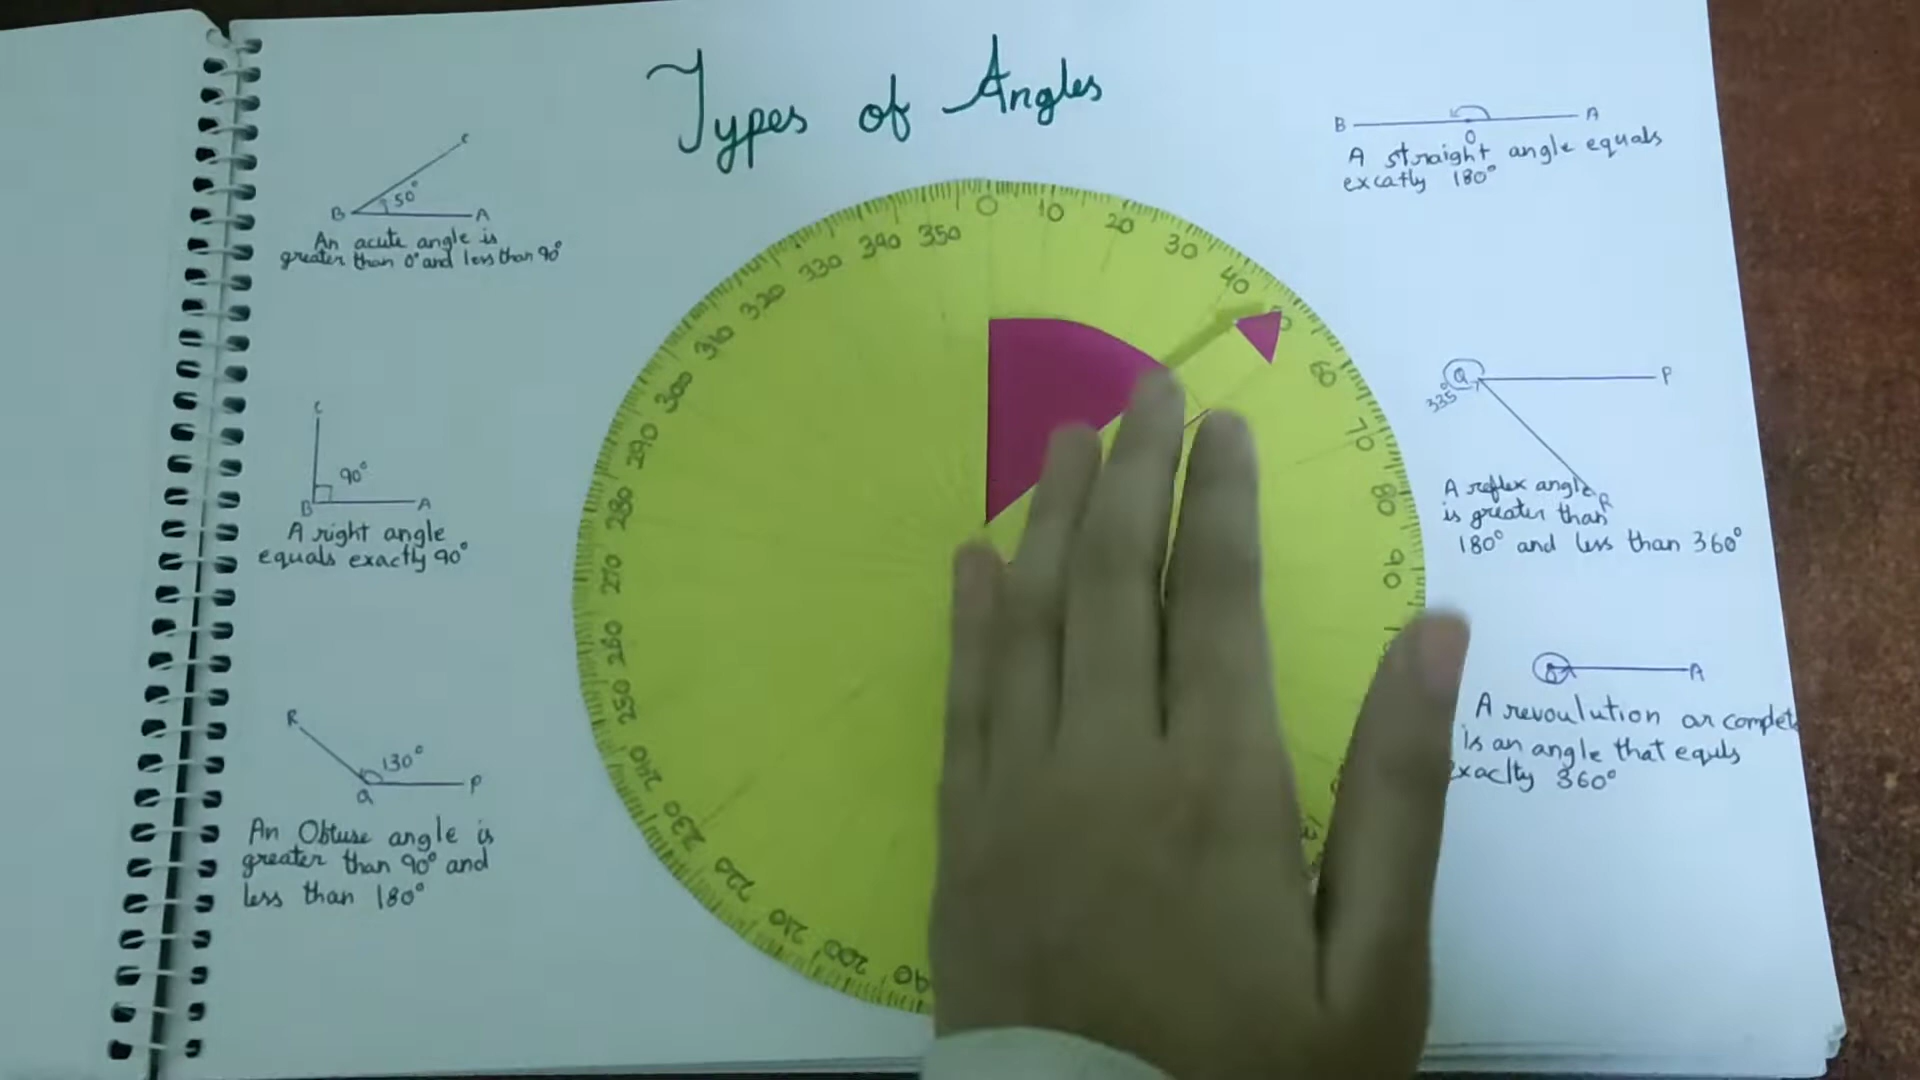 Types of Angles
C
50°
B A
An acute angle is
greater than 0° and less than 90°
C
90°
B A
A right angle
equals exactly 90°
R
130°
Q P
An Obtuse angle is
greater than 90° and
less than 180°
0 10 20 30 40 60 70 80 90
190 200 210 220 230 240 250 260 270 280 290 300 310 320 330 390 350
B A
O
A straight angle equals
excatly 180°
Q P
335°
R
A reflex angle
is greater than
180° and less than 360°
A
A revoulution or complet
is an angle that equls
exaclty 360°